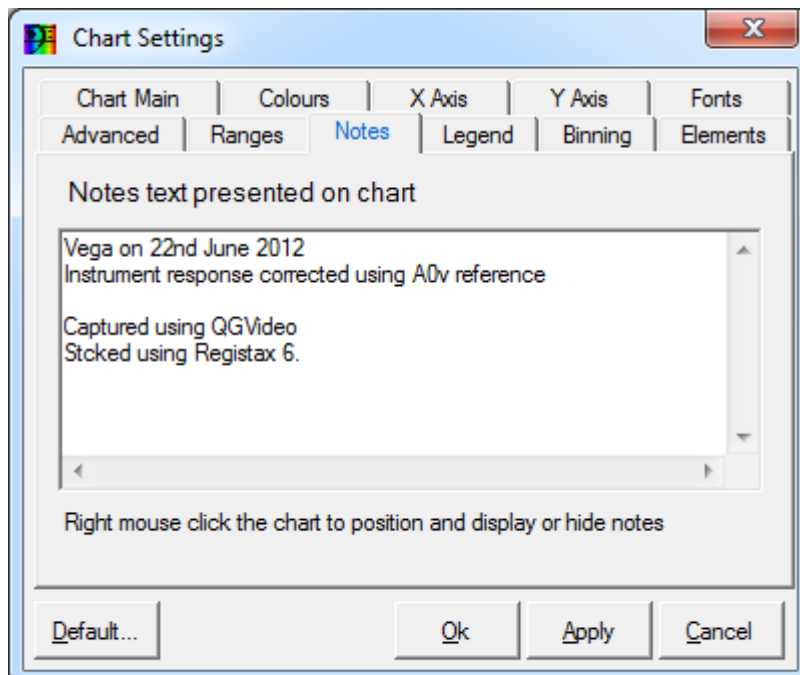 Chart Settings
Chart Main
Colours
X Axis
Y Axis
Fonts
Advanced
Ranges
Notes
Legend
Binning
Elements
Notes text presented on chart
Vega on 22nd June 2012
Instrument response corrected using A0v reference
Captured using QGVideo
Stcked using Registax 6.
Right mouse click the chart to position and display or hide notes
Default...
Ok
Apply
Cancel